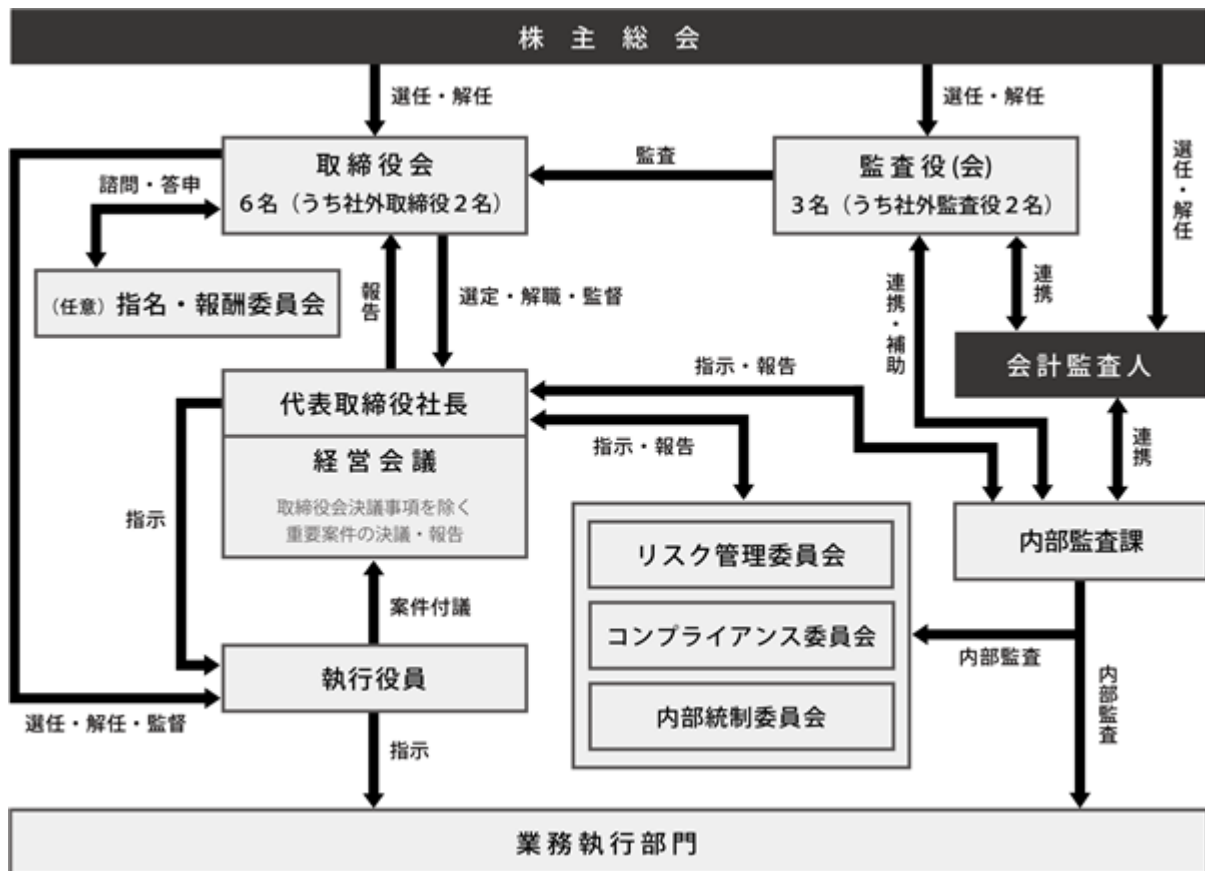 株主総会
選任・解任
選任・解任
選任・解任
取締役会
6名（うち社外取締役２名）
監査
監査役(会)
３名（うち社外監査役２名）
諮問・答申
（任意）指名・報酬委員会
報告
選定・解職・監督
連携・補助
連携
会計監査人
指示・報告
代表取締役社長
指示・報告
連携
経営会議
取締役会決議事項を除く
重要案件の決議・報告
指示
内部監査課
リスク管理委員会
案件付議
コンプライアンス委員会
内部監査
執行役員
内部統制委員会
内部監査
選任・解任・監督
指示
業務執行部門